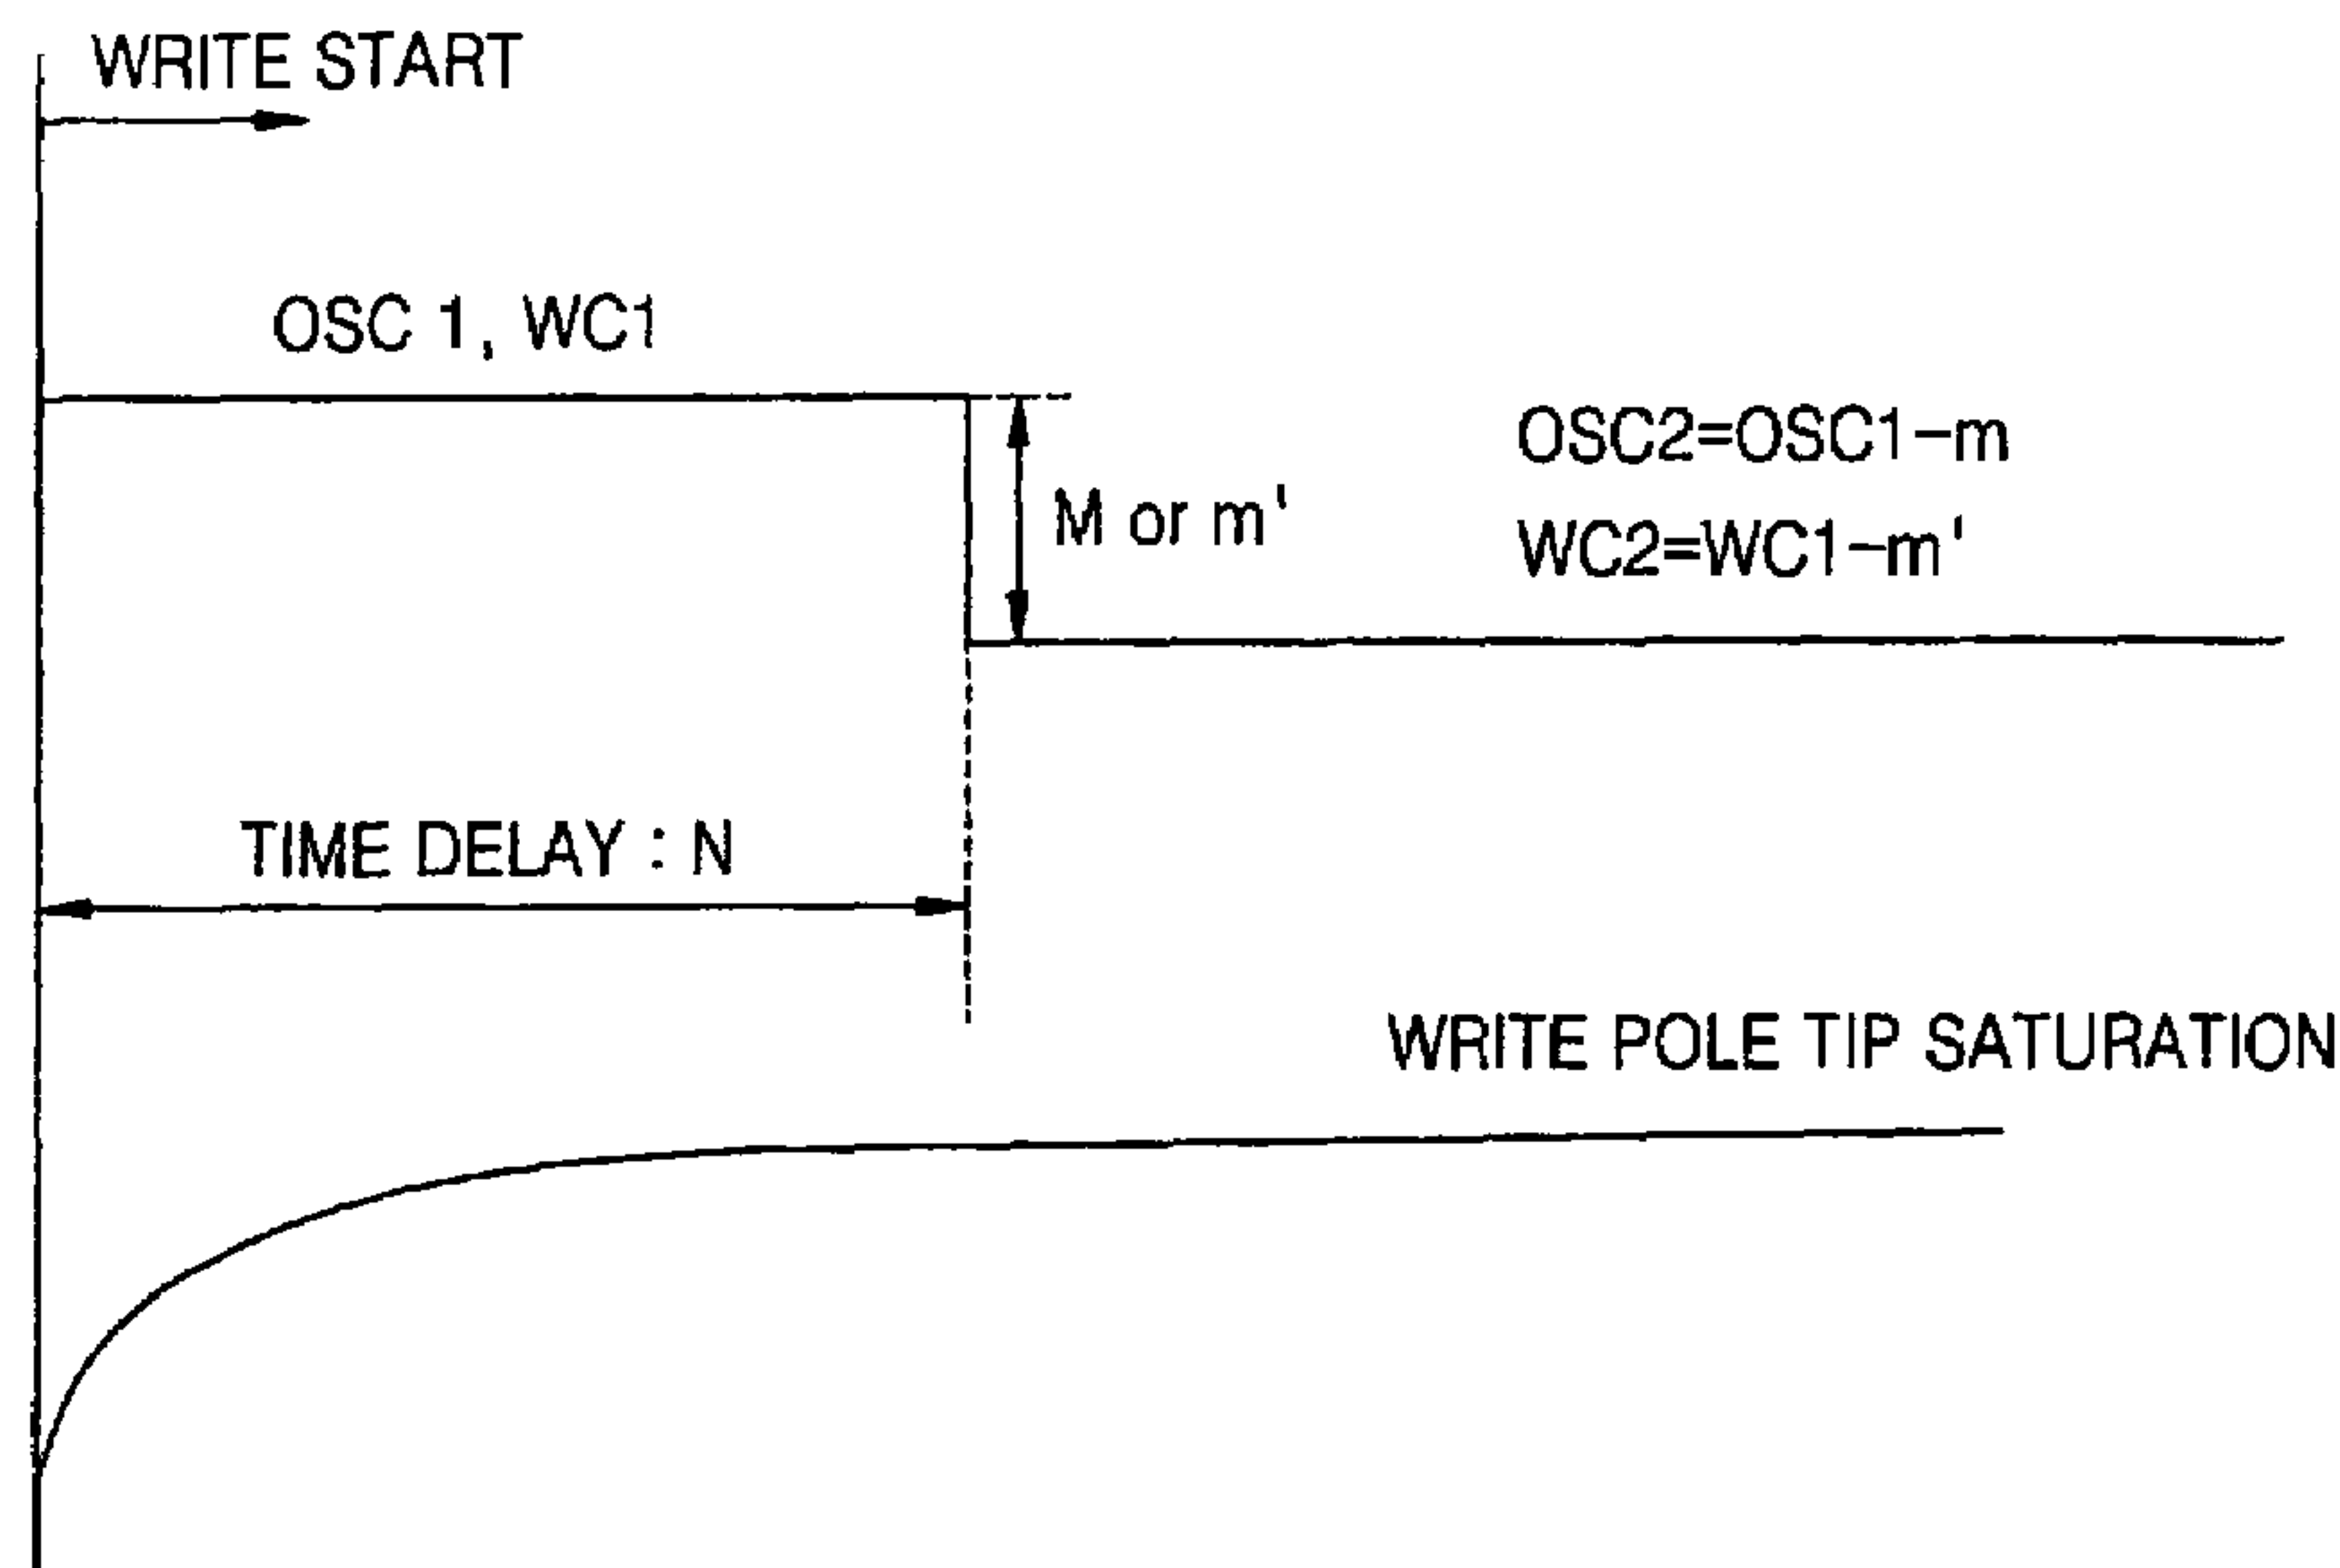 WRITE START
OSC 1, WC1
OSC2=OSC1-m
M or m'
WC2=WC1-m'
TIME DELAY : N
WRITE POLE TIP SATURATION